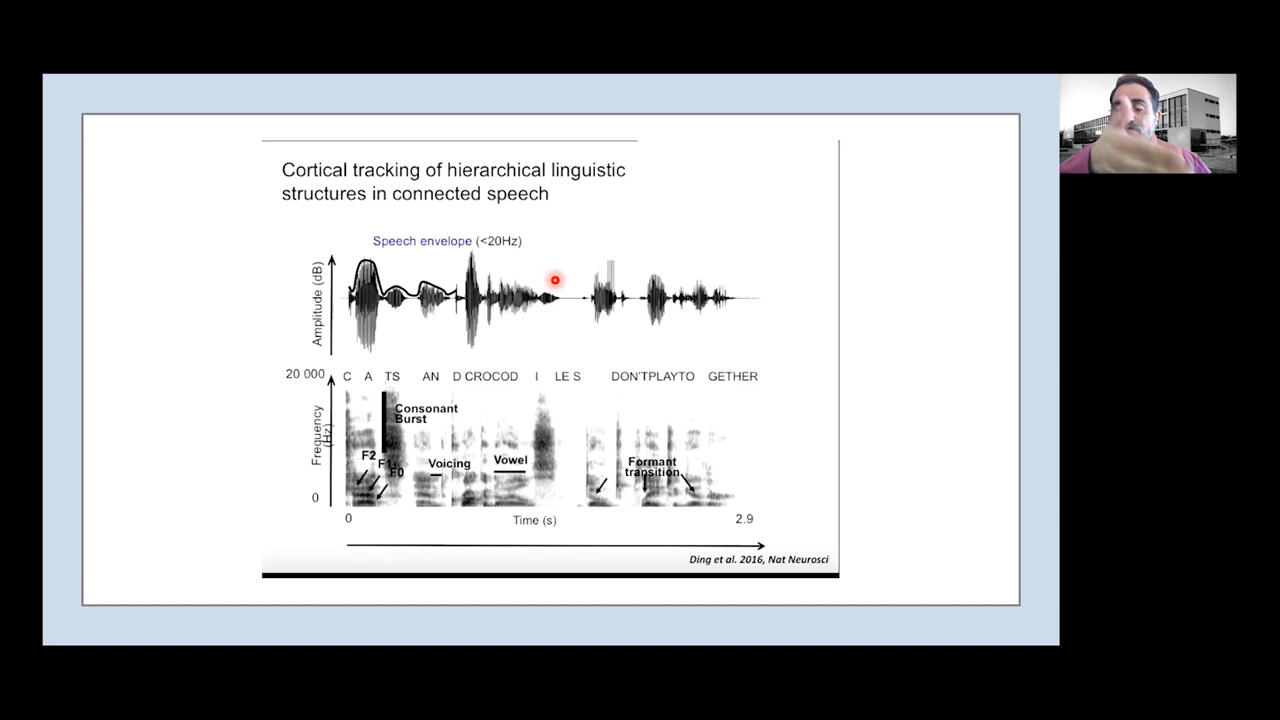 Cortical tracking of hierarchical linguistic
structures in connected speech
Speech envelope (<20Hz)
Amplitude (dB)
20 000
C A TS AN D CROCOD I LE S DON'TPLAYTO GETHER
Frequency
(Hz)
Consonant
Burst
F2
F1
F0
Voicing
Vowel
Formant
transition
0
0
Time (s)
2.9
Ding et al. 2016, Nat Neurosci